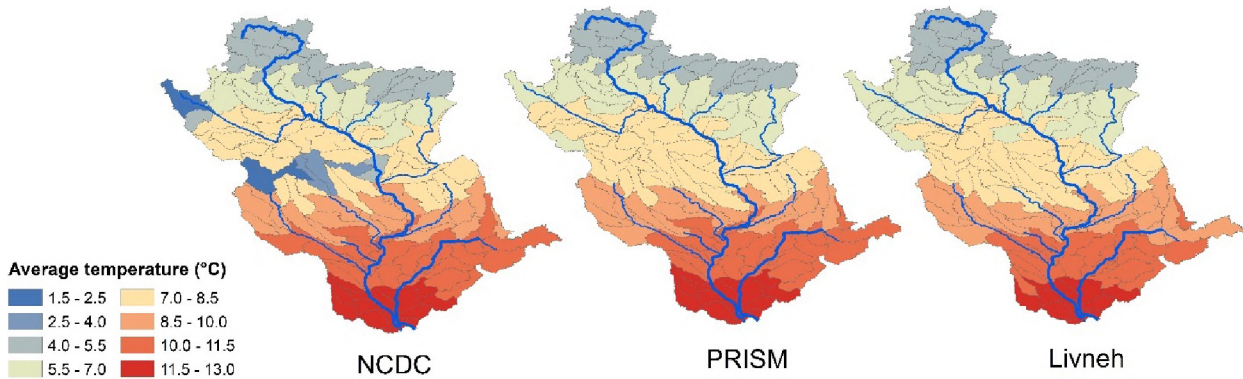 Average temperature (°C)
1.5 - 2.5
2.5 - 4.0
4.0 - 5.5
5.5 - 7.0
7.0 - 8.5
8.5 - 10.0
10.0 - 11.5
11.5 - 13.0
NCDC
PRISM
Livneh